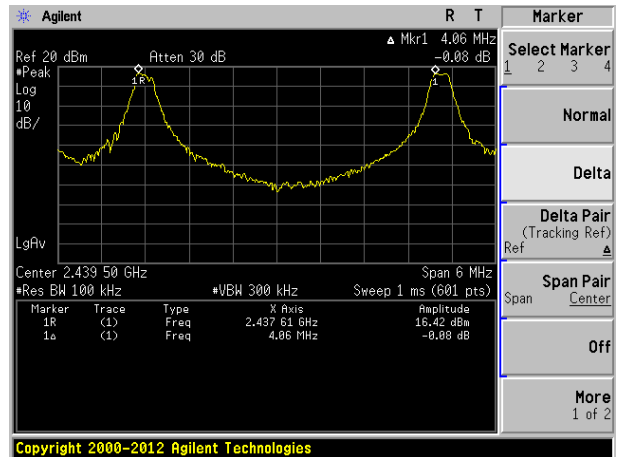 Agilent R T Marker
Δ Mkr1 4.06 MHz
Ref 20 dBm Atten 30 dB -0.08 dB
#Peak
Log
10
dB/
1R
1
LgAv
Center 2.439 50 GHz Span 6 MHz
#Res BW 100 kHz #VBW 300 kHz Sweep 1 ms (601 pts)
Marker Trace Type X Axis Amplitude
1R (1) Freq 2.437 61 GHz 16.42 dBm
1Δ (1) Freq 4.06 MHz -0.08 dB
Select Marker
1 2 3 4
Normal
Delta
Delta Pair
(Tracking Ref)
Ref Δ
Span Pair
Span Center
Off
More
1 of 2
Copyright 2000-2012 Agilent Technologies